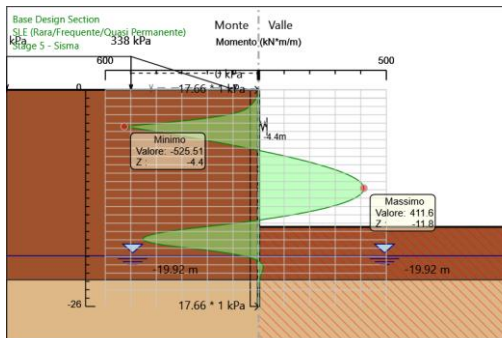 Base Design Section
SLE (Rara/Frequente/Quasi Permanente)
Stage 5 - Sisma
kPa
338 kPa
Monte Valle
Momento (kN*m/m)
600
500
0 kPa
0
17.66 * 1 kPa
-4.4m
Minimo
Valore: -525.51
Z : -4.4
Massimo
Valore: 411.6
Z : -11.8
-19.92 m
-19.92 m
-26
17.66 * 1 kPa